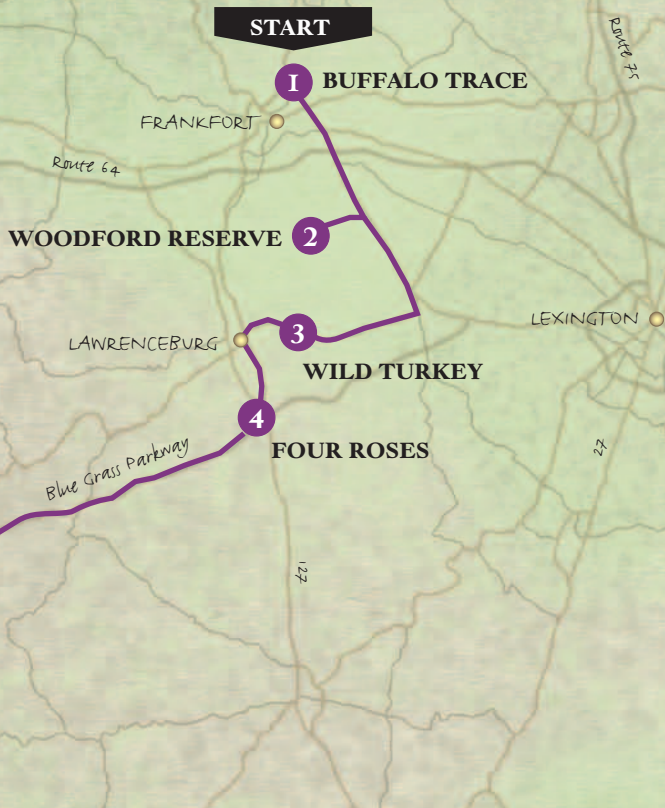 START
1 BUFFALO TRACE
Route 75
FRANKFORT
Route 64
WOODFORD RESERVE 2
LEXINGTON
LAWRENCEBURG
3
WILD TURKEY
4
FOUR ROSES
Blue Grass Parkway
27
127